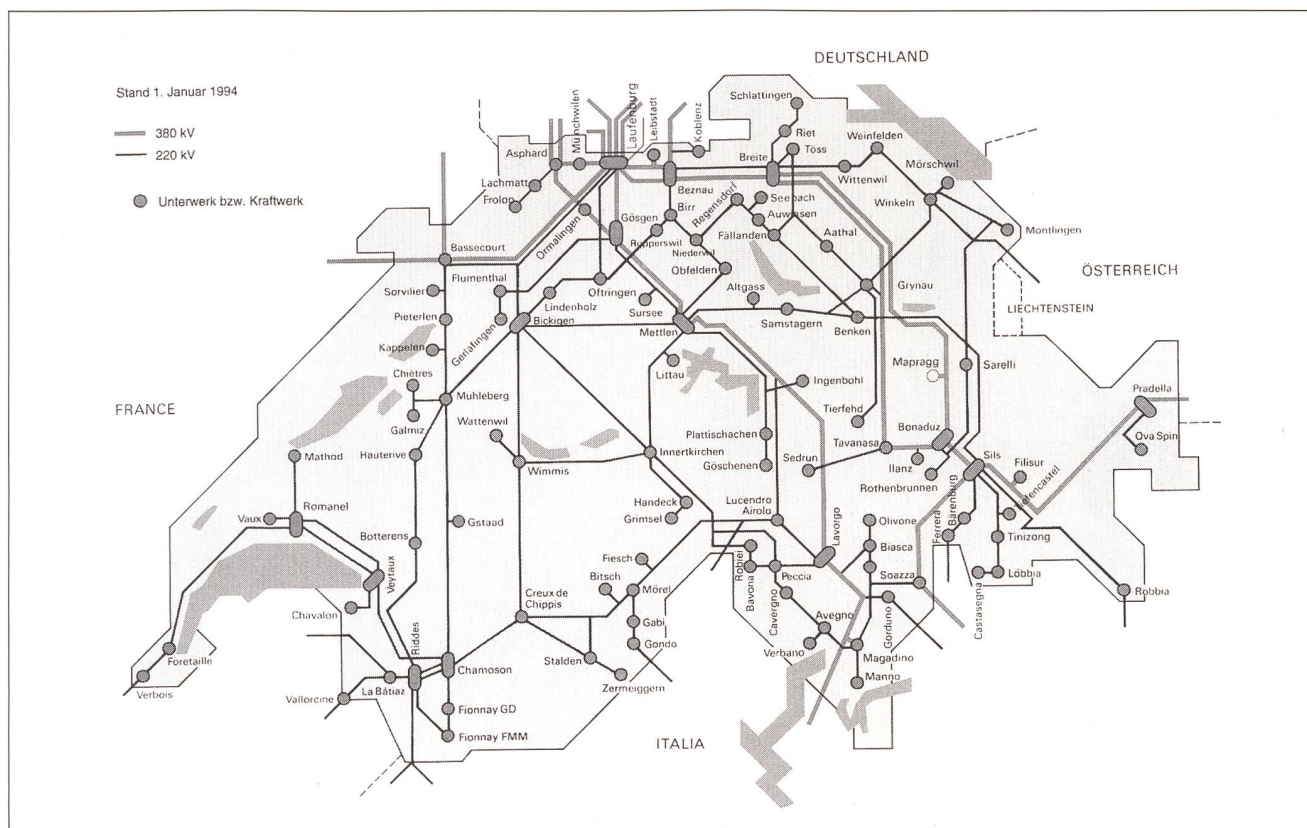 DEUTSCHLAND
Stand 1. Januar 1994
380 kV
220 kV
Unterwerk bzw. Kraftwerk
Münchwilen
Laufenburg
Leibstadt
Koblenz
Schlattingen
Riet
Töss
Weinfelden
Mörschwil
Asphard
Lachmatt
Froloo
Breite
Wittenwil
Winkeln
Montlingen
Ormalingen
Gösgen
Beznau
Birr
Regensdorf
Seebach
Auwiesen
Fällanden
Aathal
Bassecourt
Rupperswil
Niederwil
Obfelden
ÖSTERREICH
LIECHTENSTEIN
Flumenthal
Sorvilier
Lindenholz
Oftringen
Sursee
Altgass
Grynau
Pieterlen
Gerlafingen
Bickigen
Mettlen
Samstagern
Benken
Kappelen
Littau
Mapragg
Sarelli
Chiètres
Ingenbohl
Pradella
FRANCE
Mühleberg
Galmiz
Wattenwil
Tierfehd
Plattischachen
Tavanasa
Bonaduz
Ova Spin
Mathod
Hauterive
Wimmis
Innertkirchen
Göschenen
Sedrun
Ilanz
Rothenbrunnen
Sils
Filisur
Tiefencastel
Romanel
Vaux
Gstaad
Handeck
Grimsel
Lucendro
Airolo
Lavorgo
Olivone
Ferrera
Bärenburg
Botterens
Veytaux
Biasca
Tinizong
Fiesch
Bitsch
Mörel
Robiei
Bavona
Peccia
Soazza
Löbbia
Robbia
Chavalon
Creux de
Chippis
Gabi
Cavergno
Avegno
Gorduno
Castasegna
Riddes
Gondo
Foretaille
Stalden
Verbano
Magadino
Verbois
Chamoson
Zermeiggern
Manno
Vallorcine
La Bâtiaz
Fionnay GD
Fionnay FMM
ITALIA